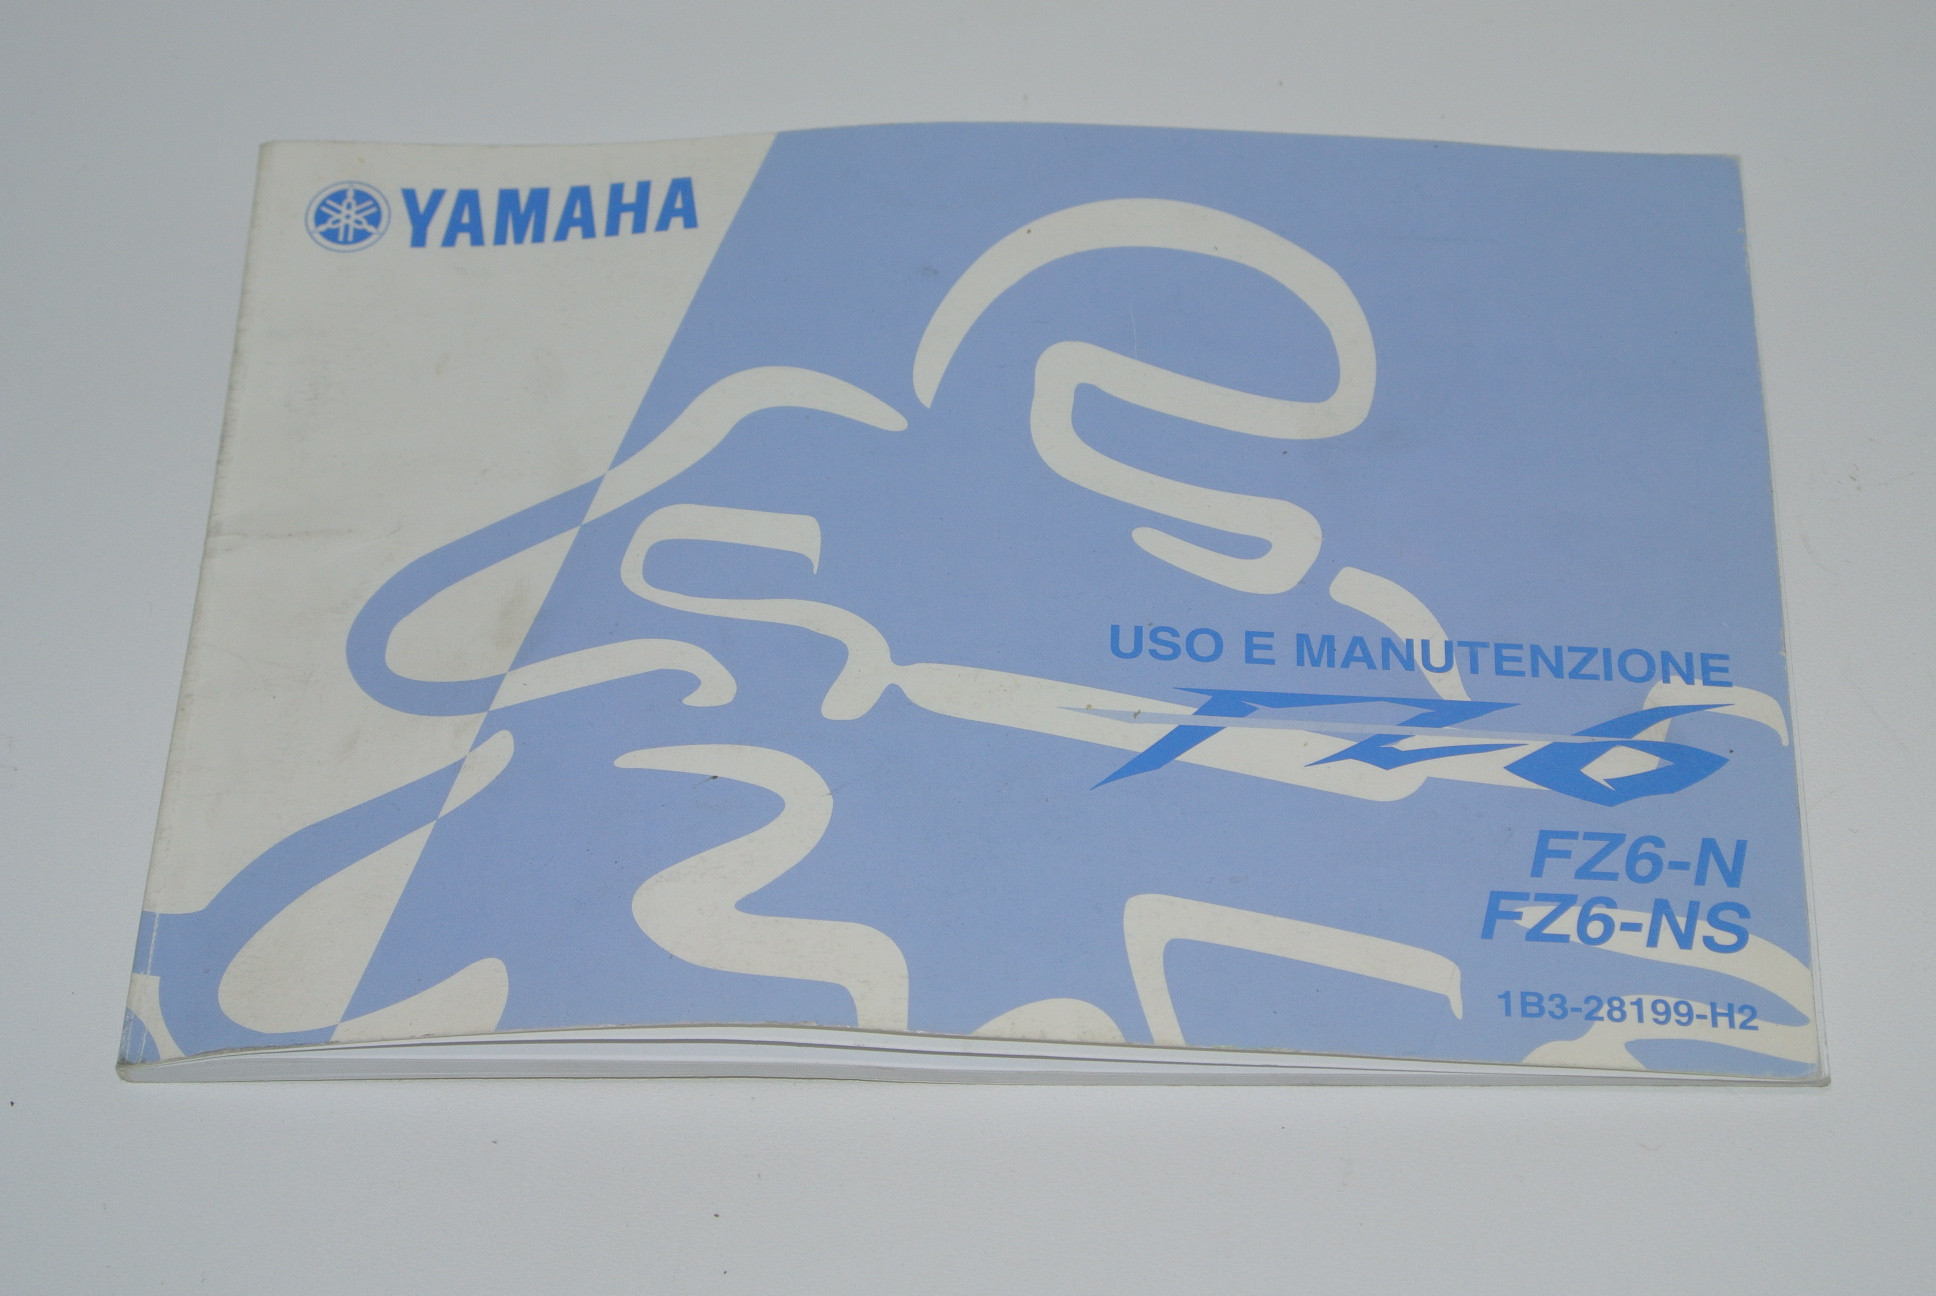 YAMAHA
USO E MANUTENZIONE
FZ6
FZ6-N
FZ6-NS
1B3-28199-H2